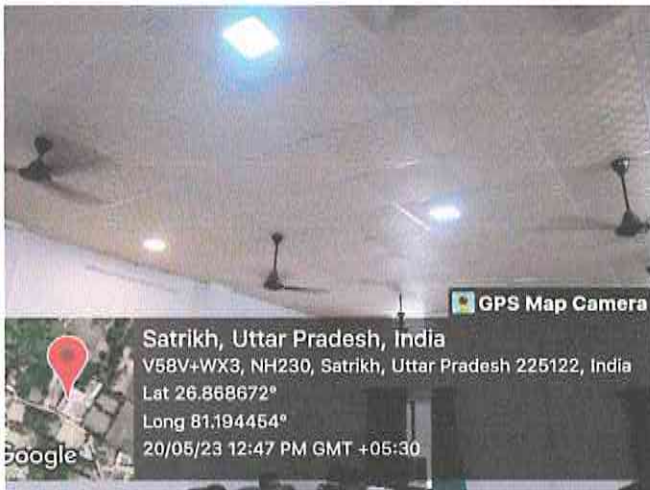 GPS Map Camera
Satrikh, Uttar Pradesh, India
V58V+WX3, NH230, Satrikh, Uttar Pradesh 225122, India
Lat 26.868672°
Long 81.194454°
20/05/23 12:47 PM GMT +05:30
Google